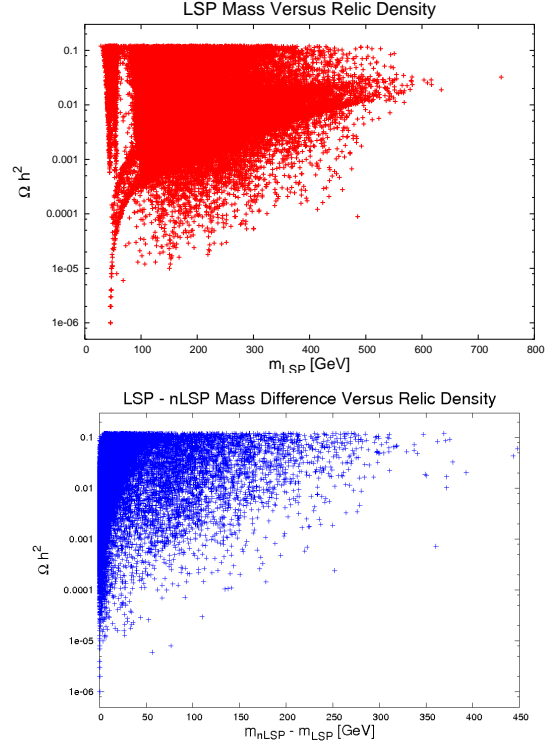 LSP Mass Versus Relic Density
0.1
0.01
0.001
0.0001
1e-05
1e-06
Ω h²
0 100 200 300 400 500 600 700 800
m_LSP [GeV]
LSP - nLSP Mass Difference Versus Relic Density
0.1
0.01
0.001
0.0001
1e-05
1e-06
Ω h²
0 50 100 150 200 250 300 350 400 450
m_nLSP - m_LSP [GeV]